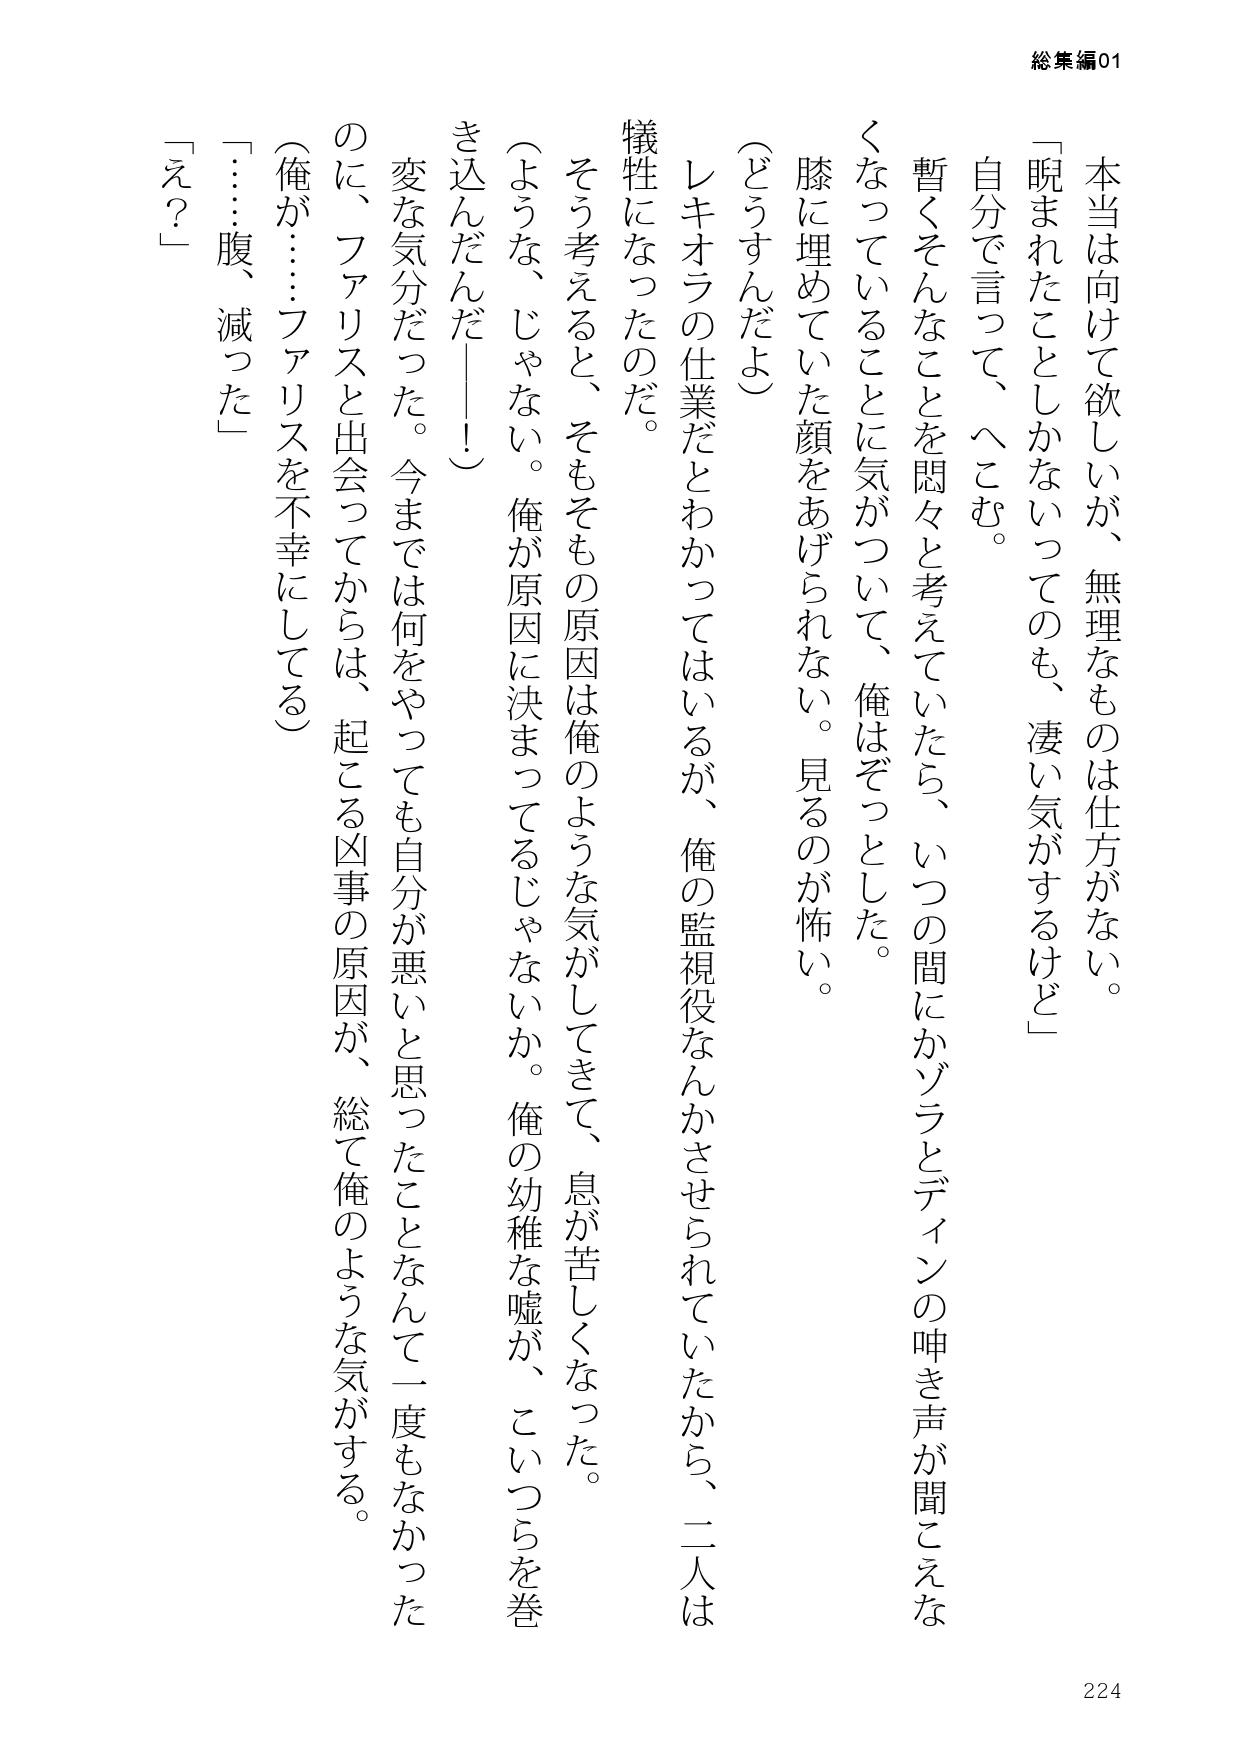 総集編01
本当は向けて欲しいが、無理なものは仕方がない。
「睨まれたことしかないってのも、凄い気がするけど」
自分で言って、へこむ。
暫くそんなことを悶々と考えていたら、いつの間にかゾラとディンの呻き声が聞こえな
くなっていることに気がついて、俺はぞっとした。
膝に埋めていた顔をあげられない。見るのが怖い。
（どうすんだよ）
レキオラの仕業だとわかってはいるが、俺の監視役なんかさせられていたから、二人は
犠牲になったのだ。
そう考えると、そもそもの原因は俺のような気がしてきて、息が苦しくなった。
（ような、じゃない。俺が原因に決まってるじゃないか。俺の幼稚な嘘が、こいつらを巻
き込んだんだ――！）
変な気分だった。今までは何をやっても自分が悪いと思ったことなんて一度もなかった
のに、ファリスと出会ってからは、起こる凶事の原因が、総て俺のような気がする。
（俺が……ファリスを不幸にしてる）
「……腹、減った」
「え？」
224